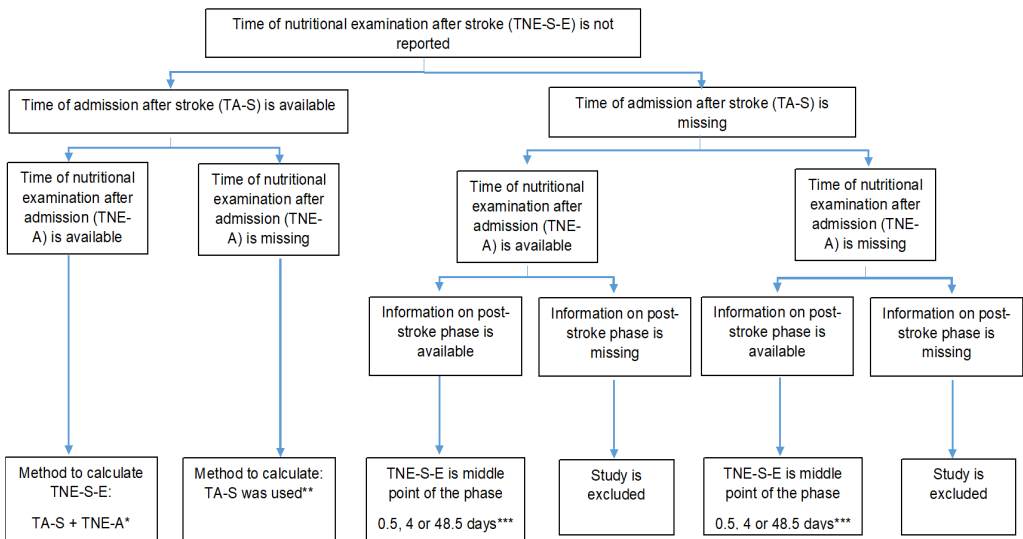 Time of nutritional examination after stroke (TNE-S-E) is not
reported
Time of admission after stroke (TA-S) is available
Time of admission after stroke (TA-S) is
missing
Time of nutritional
examination after
admission (TNE-
A) is available
Time of nutritional
examination after
admission (TNE-
A) is missing
Time of nutritional
examination after
admission (TNE-
A) is available
Time of nutritional
examination after
admission (TNE-
A) is missing
Information on post-
stroke phase is
available
Information on post-
stroke phase is
missing
Information on post-
stroke phase is
available
Information on post-
stroke phase is
missing
Method to calculate
TNE-S-E:
TA-S + TNE-A*
Method to calculate:
TA-S was used**
TNE-S-E is middle
point of the phase
0.5, 4 or 48.5 days***
Study is
excluded
TNE-S-E is middle
point of the phase
0.5, 4 or 48.5 days***
Study is
excluded